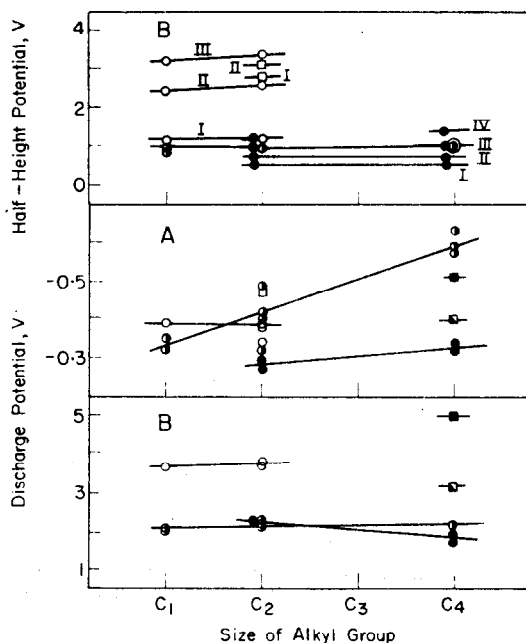 B
4
III
II
I
2
I
IV
III
II
I
0
Half-Height Potential, V
A
-0.5
-0.3
B
5
3
1
Discharge Potential, V
C1
C2
C3
C4
Size of Alkyl Group